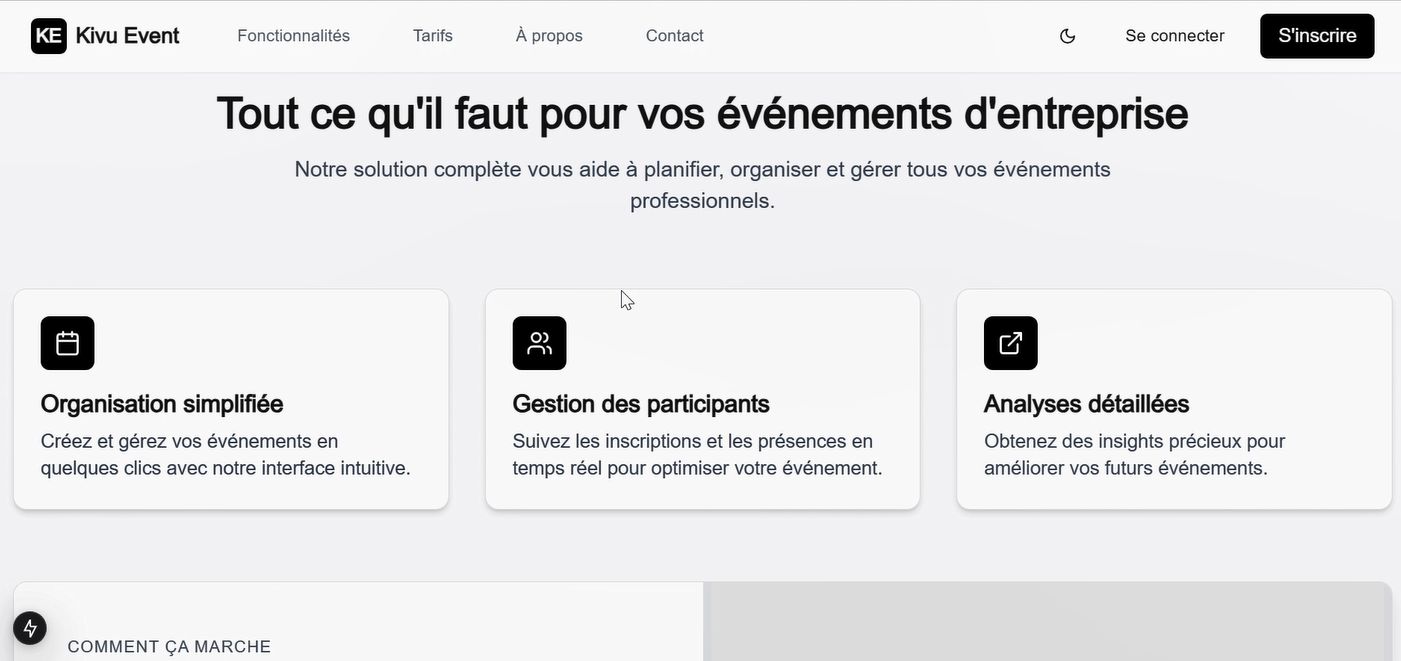 KE Kivu Event Fonctionnalités Tarifs À propos Contact Se connecter S'inscrire
Tout ce qu'il faut pour vos événements d'entreprise
Notre solution complète vous aide à planifier, organiser et gérer tous vos événements
professionnels.
Organisation simplifiée
Créez et gérez vos événements en
quelques clics avec notre interface intuitive.
Gestion des participants
Suivez les inscriptions et les présences en
temps réel pour optimiser votre événement.
Analyses détaillées
Obtenez des insights précieux pour
améliorer vos futurs événements.
COMMENT ÇA MARCHE